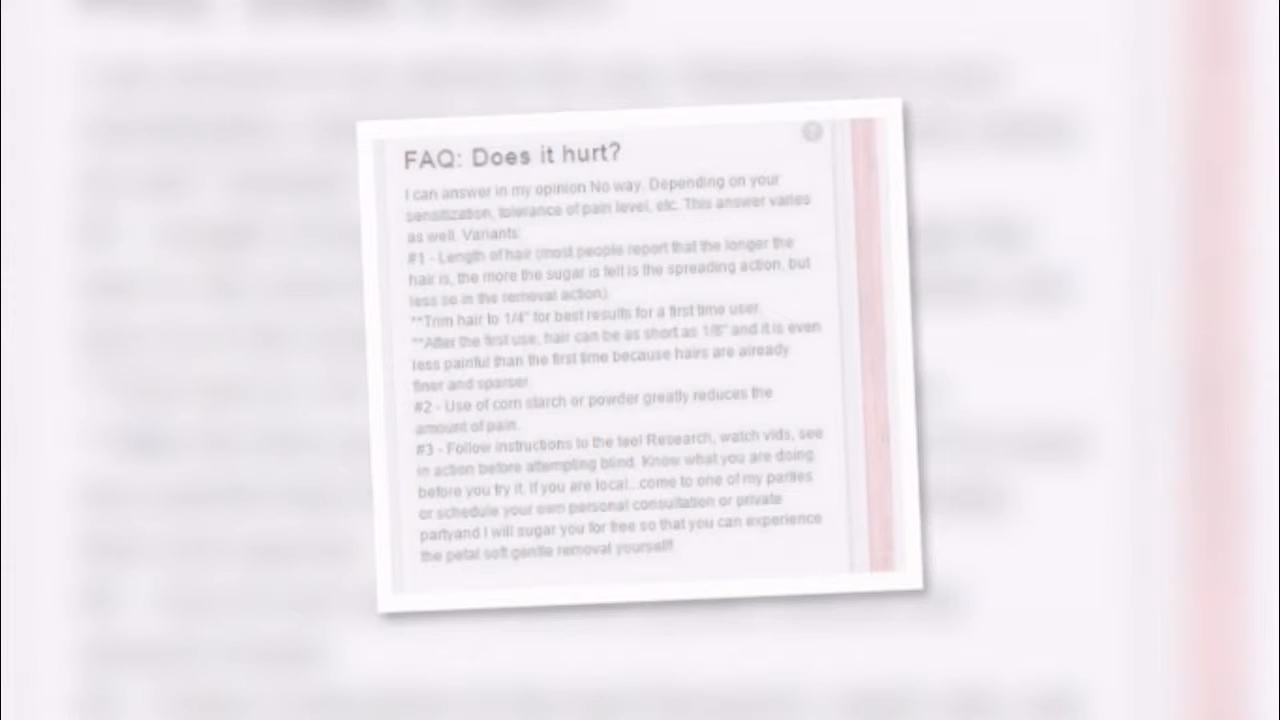 FAQ: Does it hurt?
I can answer in my opinion No way. Depending on your
sensitization, tolerance of pain level, etc. This answer varies
as well. Variants:
#1 - Length of hair (most people report that the longer the
hair is, the more the sugar is felt is the spreading action, but
less so in the removal action)
**Trim hair to 1/4" for best results for a first time user.
**After the first use, hair can be as short as 1/8" and it is even
less painful than the first time because hairs are already
finer and sparser.
#2 - Use of corn starch or powder greatly reduces the
amount of pain.
#3 - Follow instructions to the tee! Research, watch vids, see
in action before attempting blind. Know what you are doing
before you try it. If you are local...come to one of my parties
or schedule your own personal consultation or private
partyand I will sugar you for free so that you can experience
the petal soft gentle removal yourself!